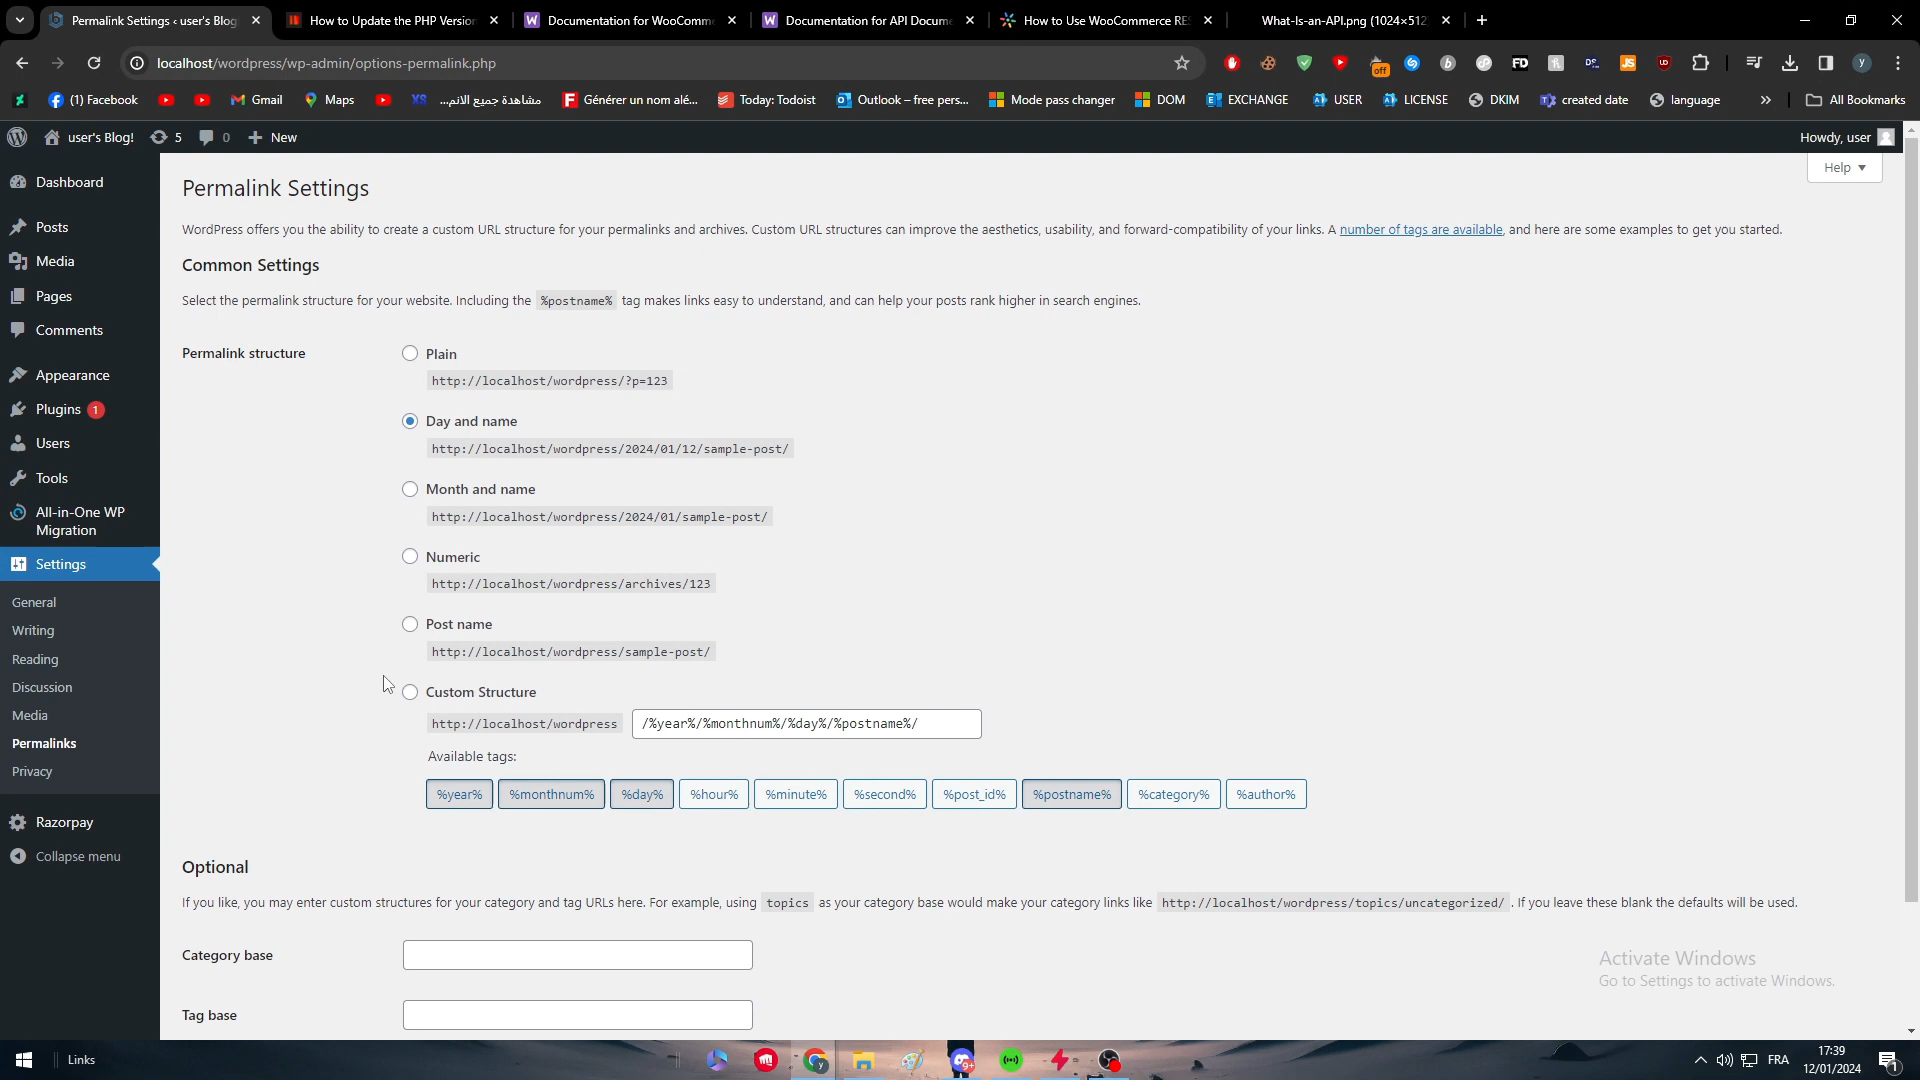 Permalink Settings ‹ user's Blog
How to Update the PHP Version
Documentation for WooComme
Documentation for API Docume
How to Use WooCommerce RES
What-Is-an-API.png (1024×512
localhost/wordpress/wp-admin/options-permalink.php
off
FD
JS
y
(1) Facebook
Gmail
Maps
مشاهدة جميع الانم...
Générer un nom alé...
Today: Todoist
Outlook – free pers...
Mode pass changer
DOM
EXCHANGE
USER
LICENSE
DKIM
created date
language
»
All Bookmarks
user's Blog!
5
0
New
Howdy, user
Dashboard
Posts
Media
Pages
Comments
Appearance
Plugins 1
Users
Tools
All-in-One WP
Migration
Settings
General
Writing
Reading
Discussion
Media
Permalinks
Privacy
Razorpay
Collapse menu
Help
Permalink Settings
WordPress offers you the ability to create a custom URL structure for your permalinks and archives. Custom URL structures can improve the aesthetics, usability, and forward-compatibility of your links. A number of tags are available, and here are some examples to get you started.
Common Settings
Select the permalink structure for your website. Including the %postname% tag makes links easy to understand, and can help your posts rank higher in search engines.
Permalink structure
Plain
http://localhost/wordpress/?p=123
Day and name
http://localhost/wordpress/2024/01/12/sample-post/
Month and name
http://localhost/wordpress/2024/01/sample-post/
Numeric
http://localhost/wordpress/archives/123
Post name
http://localhost/wordpress/sample-post/
Custom Structure
http://localhost/wordpress /%year%/%monthnum%/%day%/%postname%/
Available tags:
%year% %monthnum% %day% %hour% %minute% %second% %post_id% %postname% %category% %author%
Optional
If you like, you may enter custom structures for your category and tag URLs here. For example, using topics as your category base would make your category links like http://localhost/wordpress/topics/uncategorized/ . If you leave these blank the defaults will be used.
Category base
Tag base
Activate Windows
Go to Settings to activate Windows.
Links
FRA
17:39
12/01/2024
1